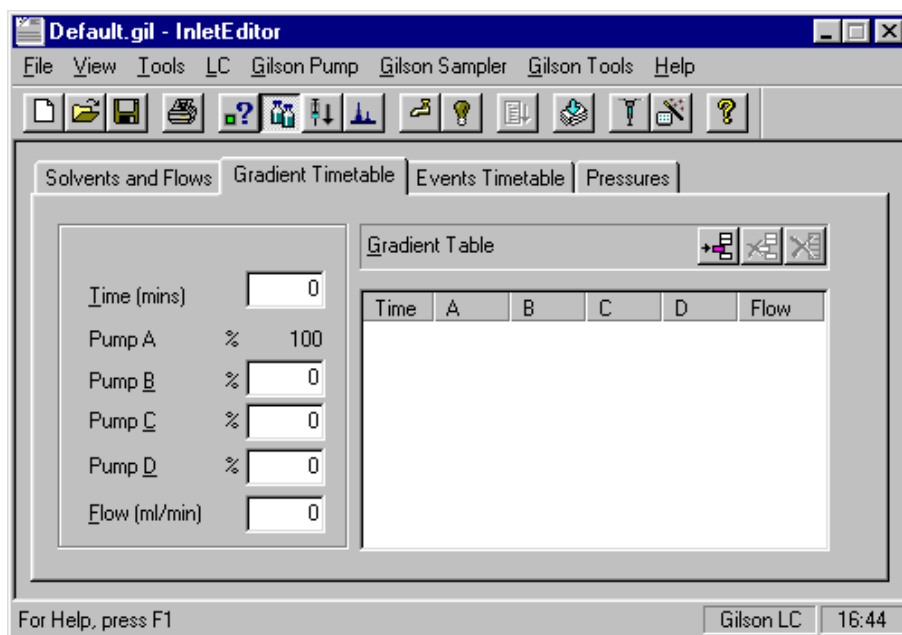 Default.gil - InletEditor
File View Tools LC Gilson Pump Gilson Sampler Gilson Tools Help
Solvents and Flows Gradient Timetable Events Timetable Pressures
Gradient Table
Time (mins) 0
Time A B C D Flow
Pump A % 100
Pump B % 0
Pump C % 0
Pump D % 0
Flow (ml/min) 0
For Help, press F1 Gilson LC 16:44